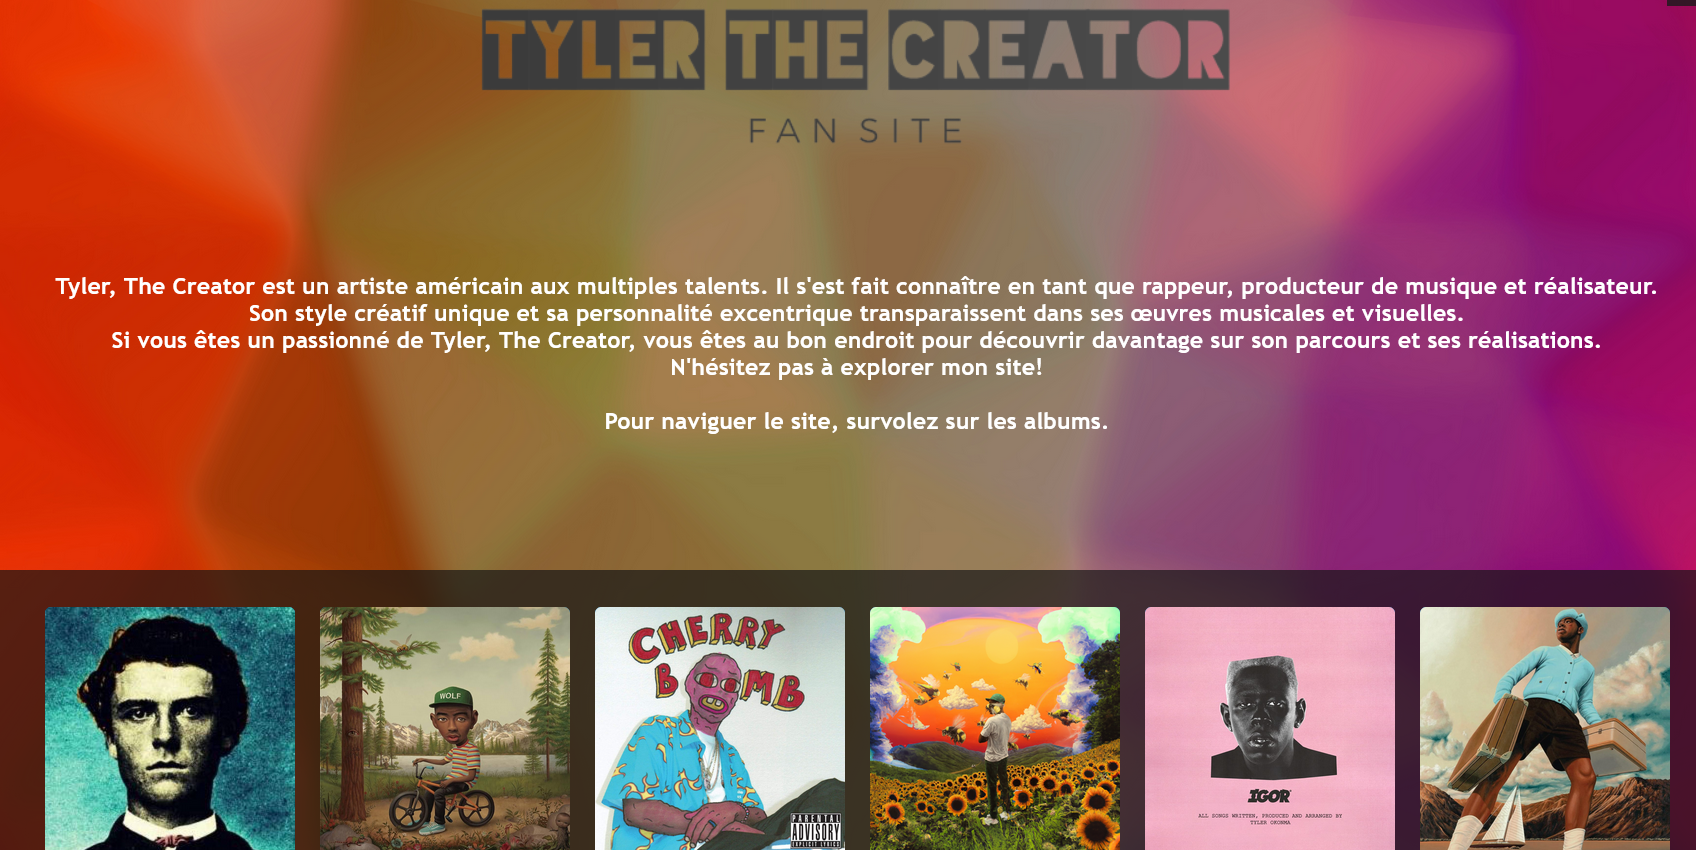 TYLER THE CREATOR
FAN SITE
Tyler, The Creator est un artiste américain aux multiples talents. Il s'est fait connaître en tant que rappeur, producteur de musique et réalisateur.
Son style créatif unique et sa personnalité excentrique transparaissent dans ses œuvres musicales et visuelles.
Si vous êtes un passionné de Tyler, The Creator, vous êtes au bon endroit pour découvrir davantage sur son parcours et ses réalisations.
N'hésitez pas à explorer mon site!
Pour naviguer le site, survolez sur les albums.
WOLF
CHERRY
BOMB
PARENTAL
ADVISORY
EXPLICIT LYRICS
IGOR
ALL SONGS WRITTEN, PRODUCED AND ARRANGED BY
TYLER OKONMA